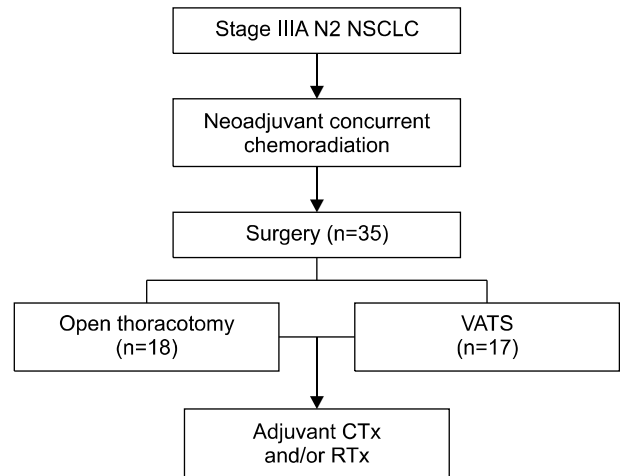 Stage IIIA N2 NSCLC
Neoadjuvant concurrent
chemoradiation
Surgery (n=35)
Open thoracotomy
(n=18)
VATS
(n=17)
Adjuvant CTx
and/or RTx